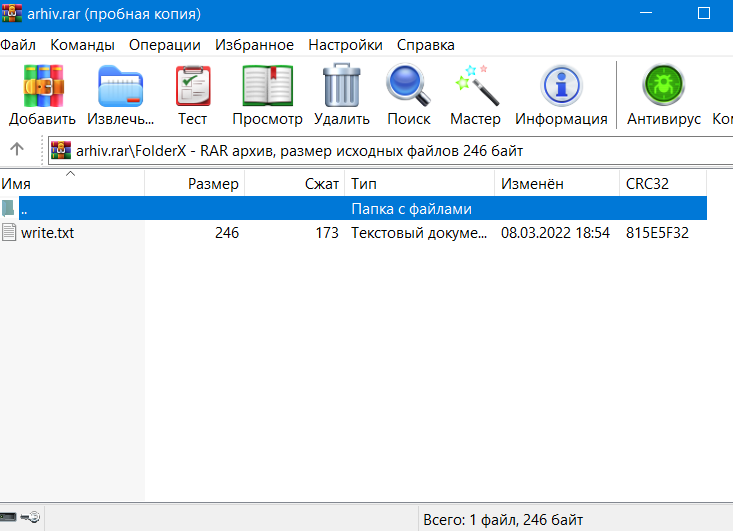 arhiv.rar (пробная копия)
Файл Команды Операции Избранное Настройки Справка
Добавить Извлечь... Тест Просмотр Удалить Поиск Мастер Информация Антивирус
arhiv.rar\FolderX - RAR архив, размер исходных файлов 246 байт
Имя Размер Сжат Тип Изменён CRC32
.. Папка с файлами
write.txt 246 173 Текстовый докуме... 08.03.2022 18:54 815E5F32
Всего: 1 файл, 246 байт